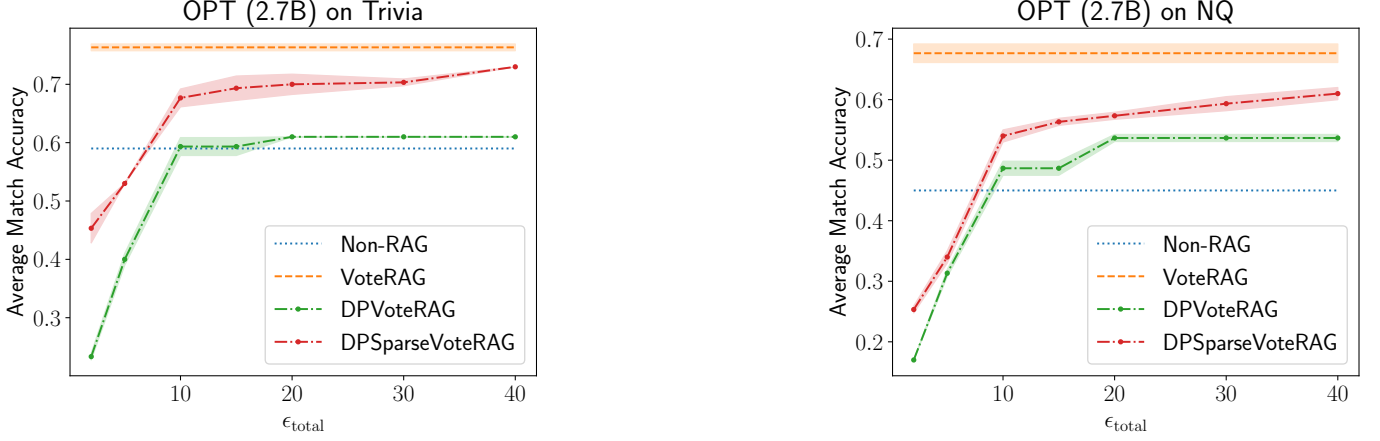 OPT (2.7B) on Trivia
Average Match Accuracy
0.7
0.6
0.5
0.4
0.3
10
20
30
40
ϵtotal
Non-RAG
VoteRAG
DPVoteRAG
DPSparseVoteRAG
OPT (2.7B) on NQ
Average Match Accuracy
0.7
0.6
0.5
0.4
0.3
0.2
10
20
30
40
ϵtotal
Non-RAG
VoteRAG
DPVoteRAG
DPSparseVoteRAG